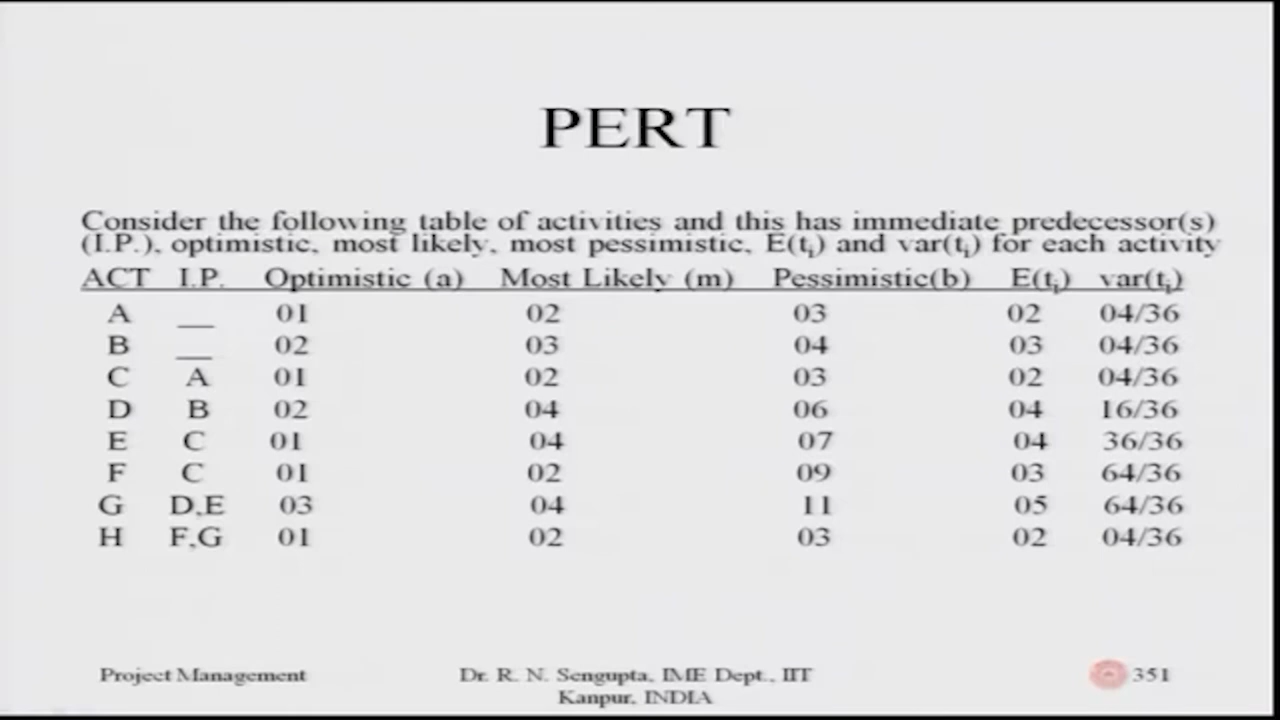 PERT
Consider the following table of activities and this has immediate predecessor(s)
(I.P.), optimistic, most likely, most pessimistic, E(ti) and var(ti) for each activity
ACT I.P. Optimistic (a) Most Likely (m) Pessimistic(b) E(ti) var(ti)
A __ 01 02 03 02 04/36
B __ 02 03 04 03 04/36
C A 01 02 03 02 04/36
D B 02 04 06 04 16/36
E C 01 04 07 04 36/36
F C 01 02 09 03 64/36
G D,E 03 04 11 05 64/36
H F,G 01 02 03 02 04/36
Project Management
Dr. R. N. Sengupta, IME Dept., IIT
Kanpur, INDIA
351